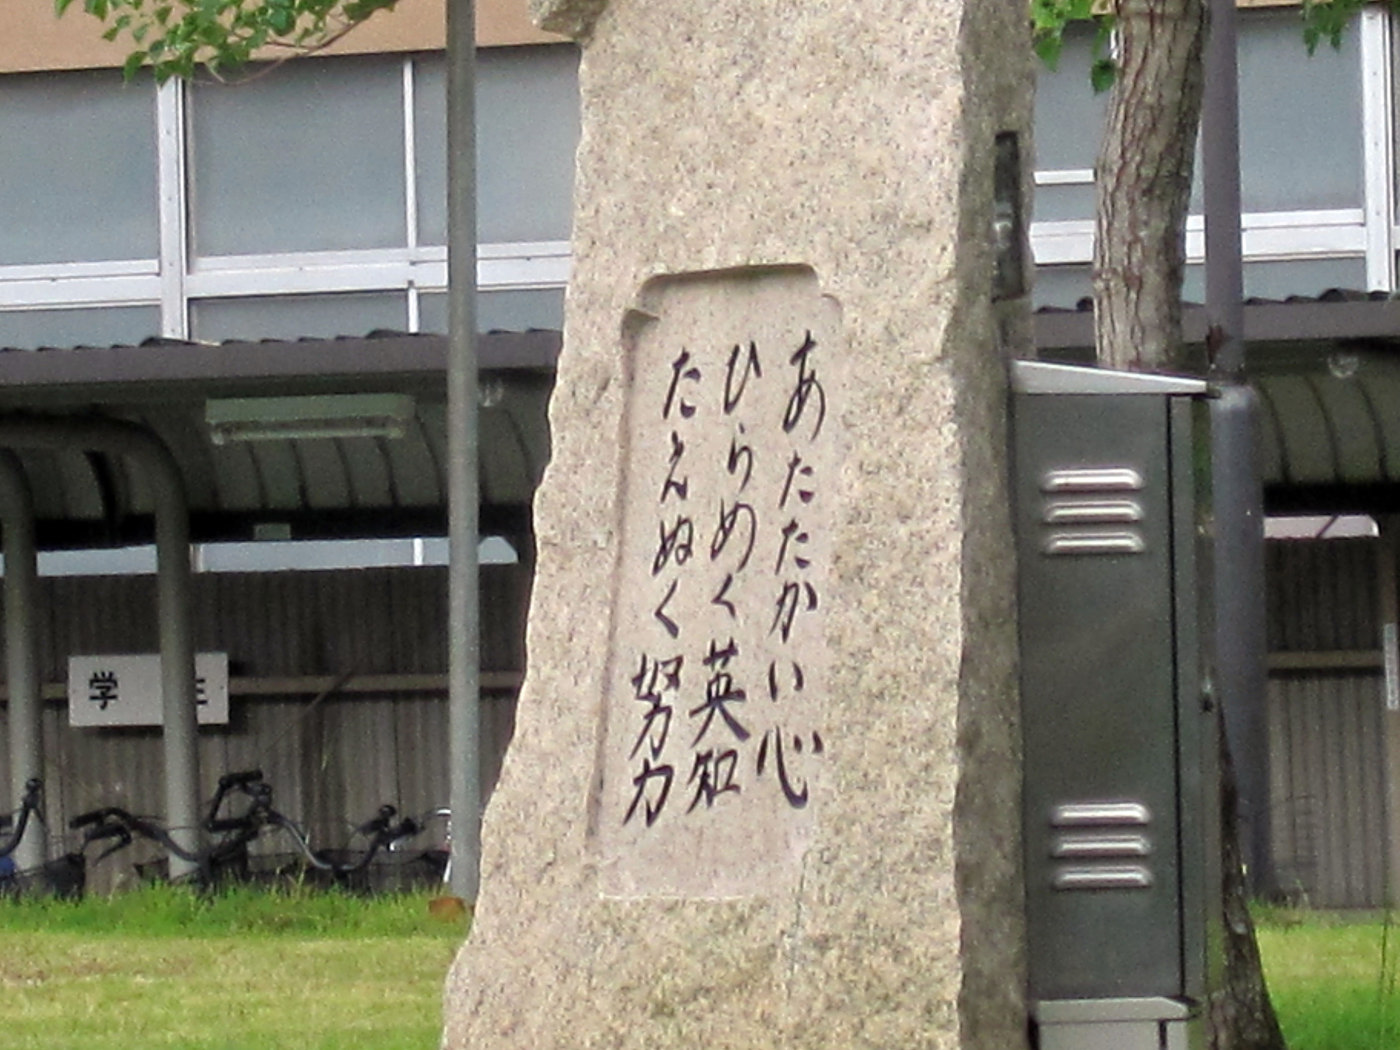 あたたかい心
ひらめく英知
たえぬく努力
学